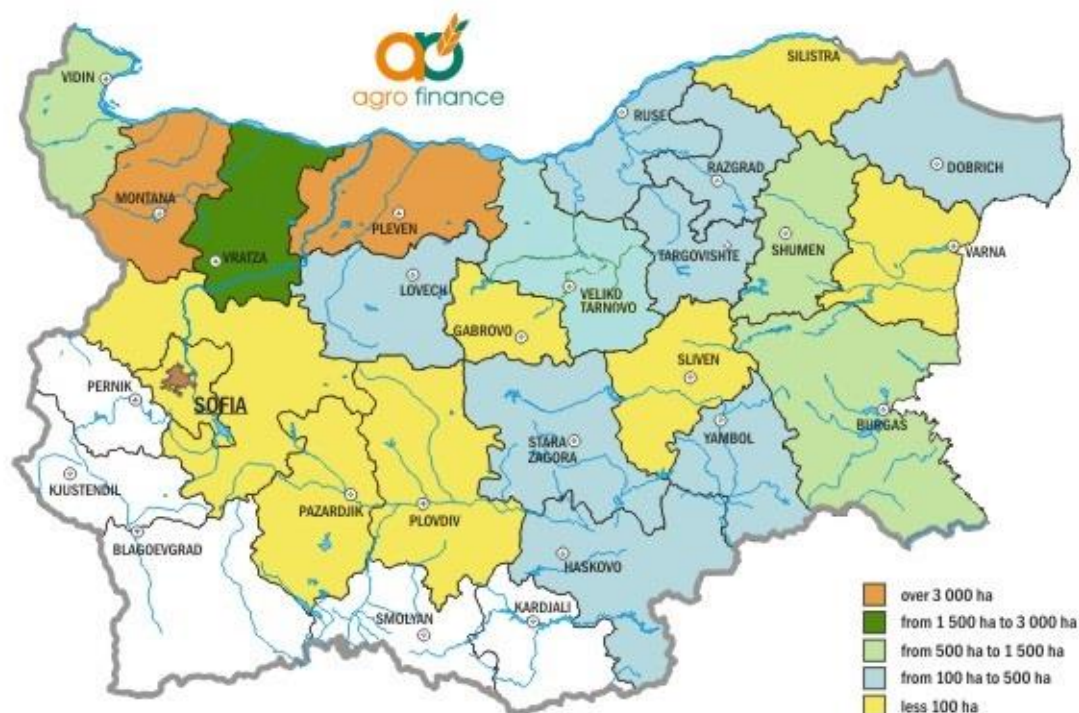 ao
agro finance
SILISTRA
VIDIN
RUSE
DOBRICH
RAZGRAD
MONTANA
PLEVEN
SHUMEN
TARGOVISHTE
VARNA
VRATZA
LOVECH
VELIKO
TARNOVO
GABROVO
SLIVEN
PERNIK
SOFIA
BURGAS
YAMBOL
STARA
ZAGORA
KJUSTENDIL
PAZARDJIK
PLOVDIV
BLAGOEVGRAD
HASKOVO
KARDJALI
SMOLYAN
over 3 000 ha
from 1 500 ha to 3 000 ha
from 500 ha to 1 500 ha
from 100 ha to 500 ha
less 100 ha